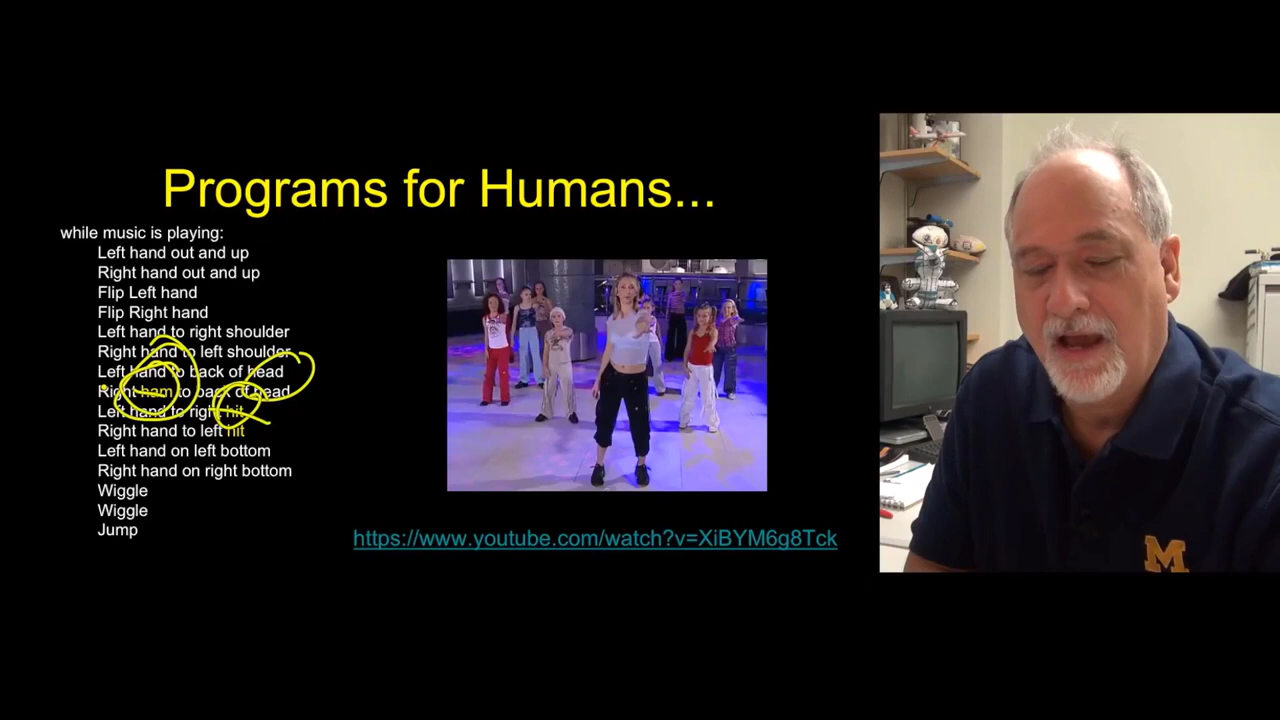 Programs for Humans...
while music is playing:
Left hand out and up
Right hand out and up
Flip Left hand
Flip Right hand
Left hand to right shoulder
Right hand to left shoulder
Left hand to back of head
Right ham to back of head
Left hand to right hit
Right hand to left hit
Left hand on left bottom
Right hand on right bottom
Wiggle
Wiggle
Jump
https://www.youtube.com/watch?v=XiBYM6g8Tck
M